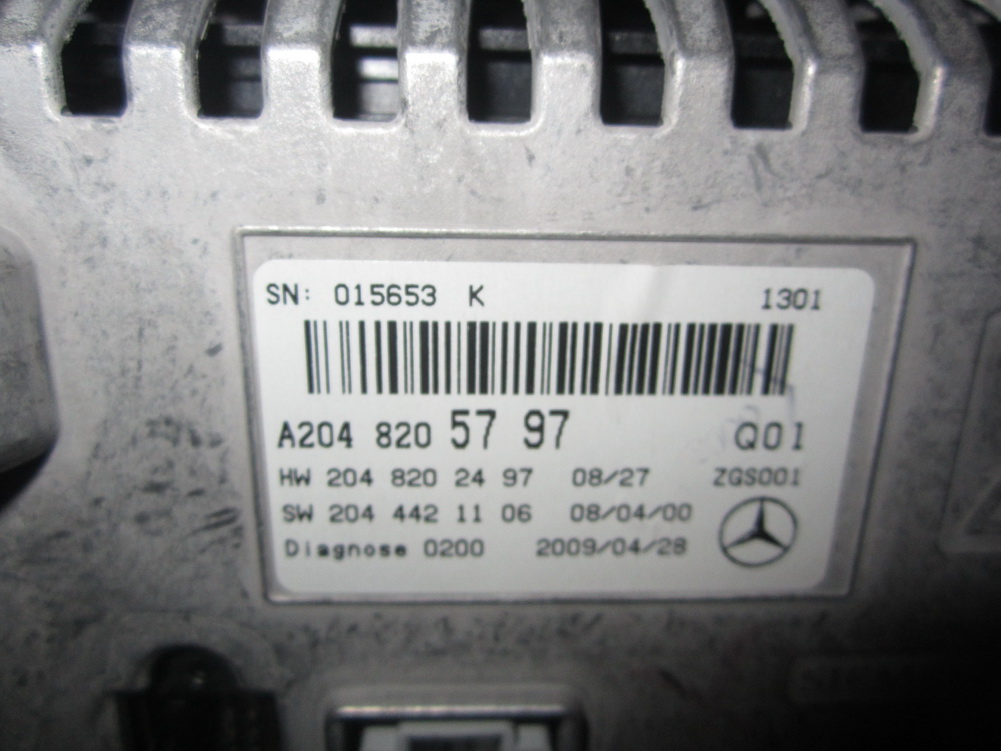 SN: 015653 K 1301
A204 820 57 97 Q01
HW 204 820 24 97 08/27 ZGS001
SW 204 442 11 06 08/04/00
Diagnose 0200 2009/04/28